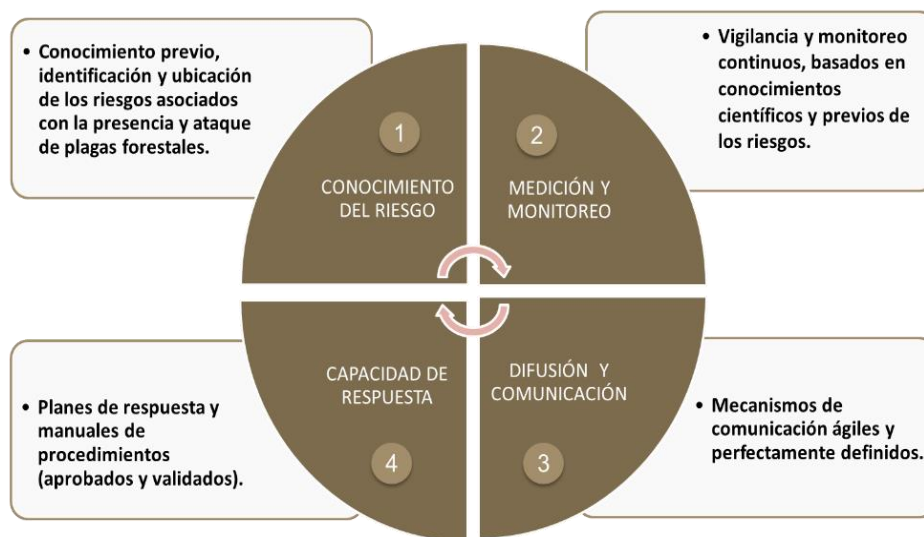 • Conocimiento previo,
identificación y ubicación
de los riesgos asociados
con la presencia y ataque
de plagas forestales.
1
CONOCIMIENTO
DEL RIESGO
• Vigilancia y monitoreo
continuos, basados en
conocimientos
científicos y previos de
los riesgos.
2
MEDICIÓN Y
MONITOREO
• Planes de respuesta y
manuales de
procedimientos
(aprobados y validados).
CAPACIDAD DE
RESPUESTA
4
DIFUSIÓN Y
COMUNICACIÓN
3
• Mecanismos de
comunicación ágiles y
perfectamente definidos.